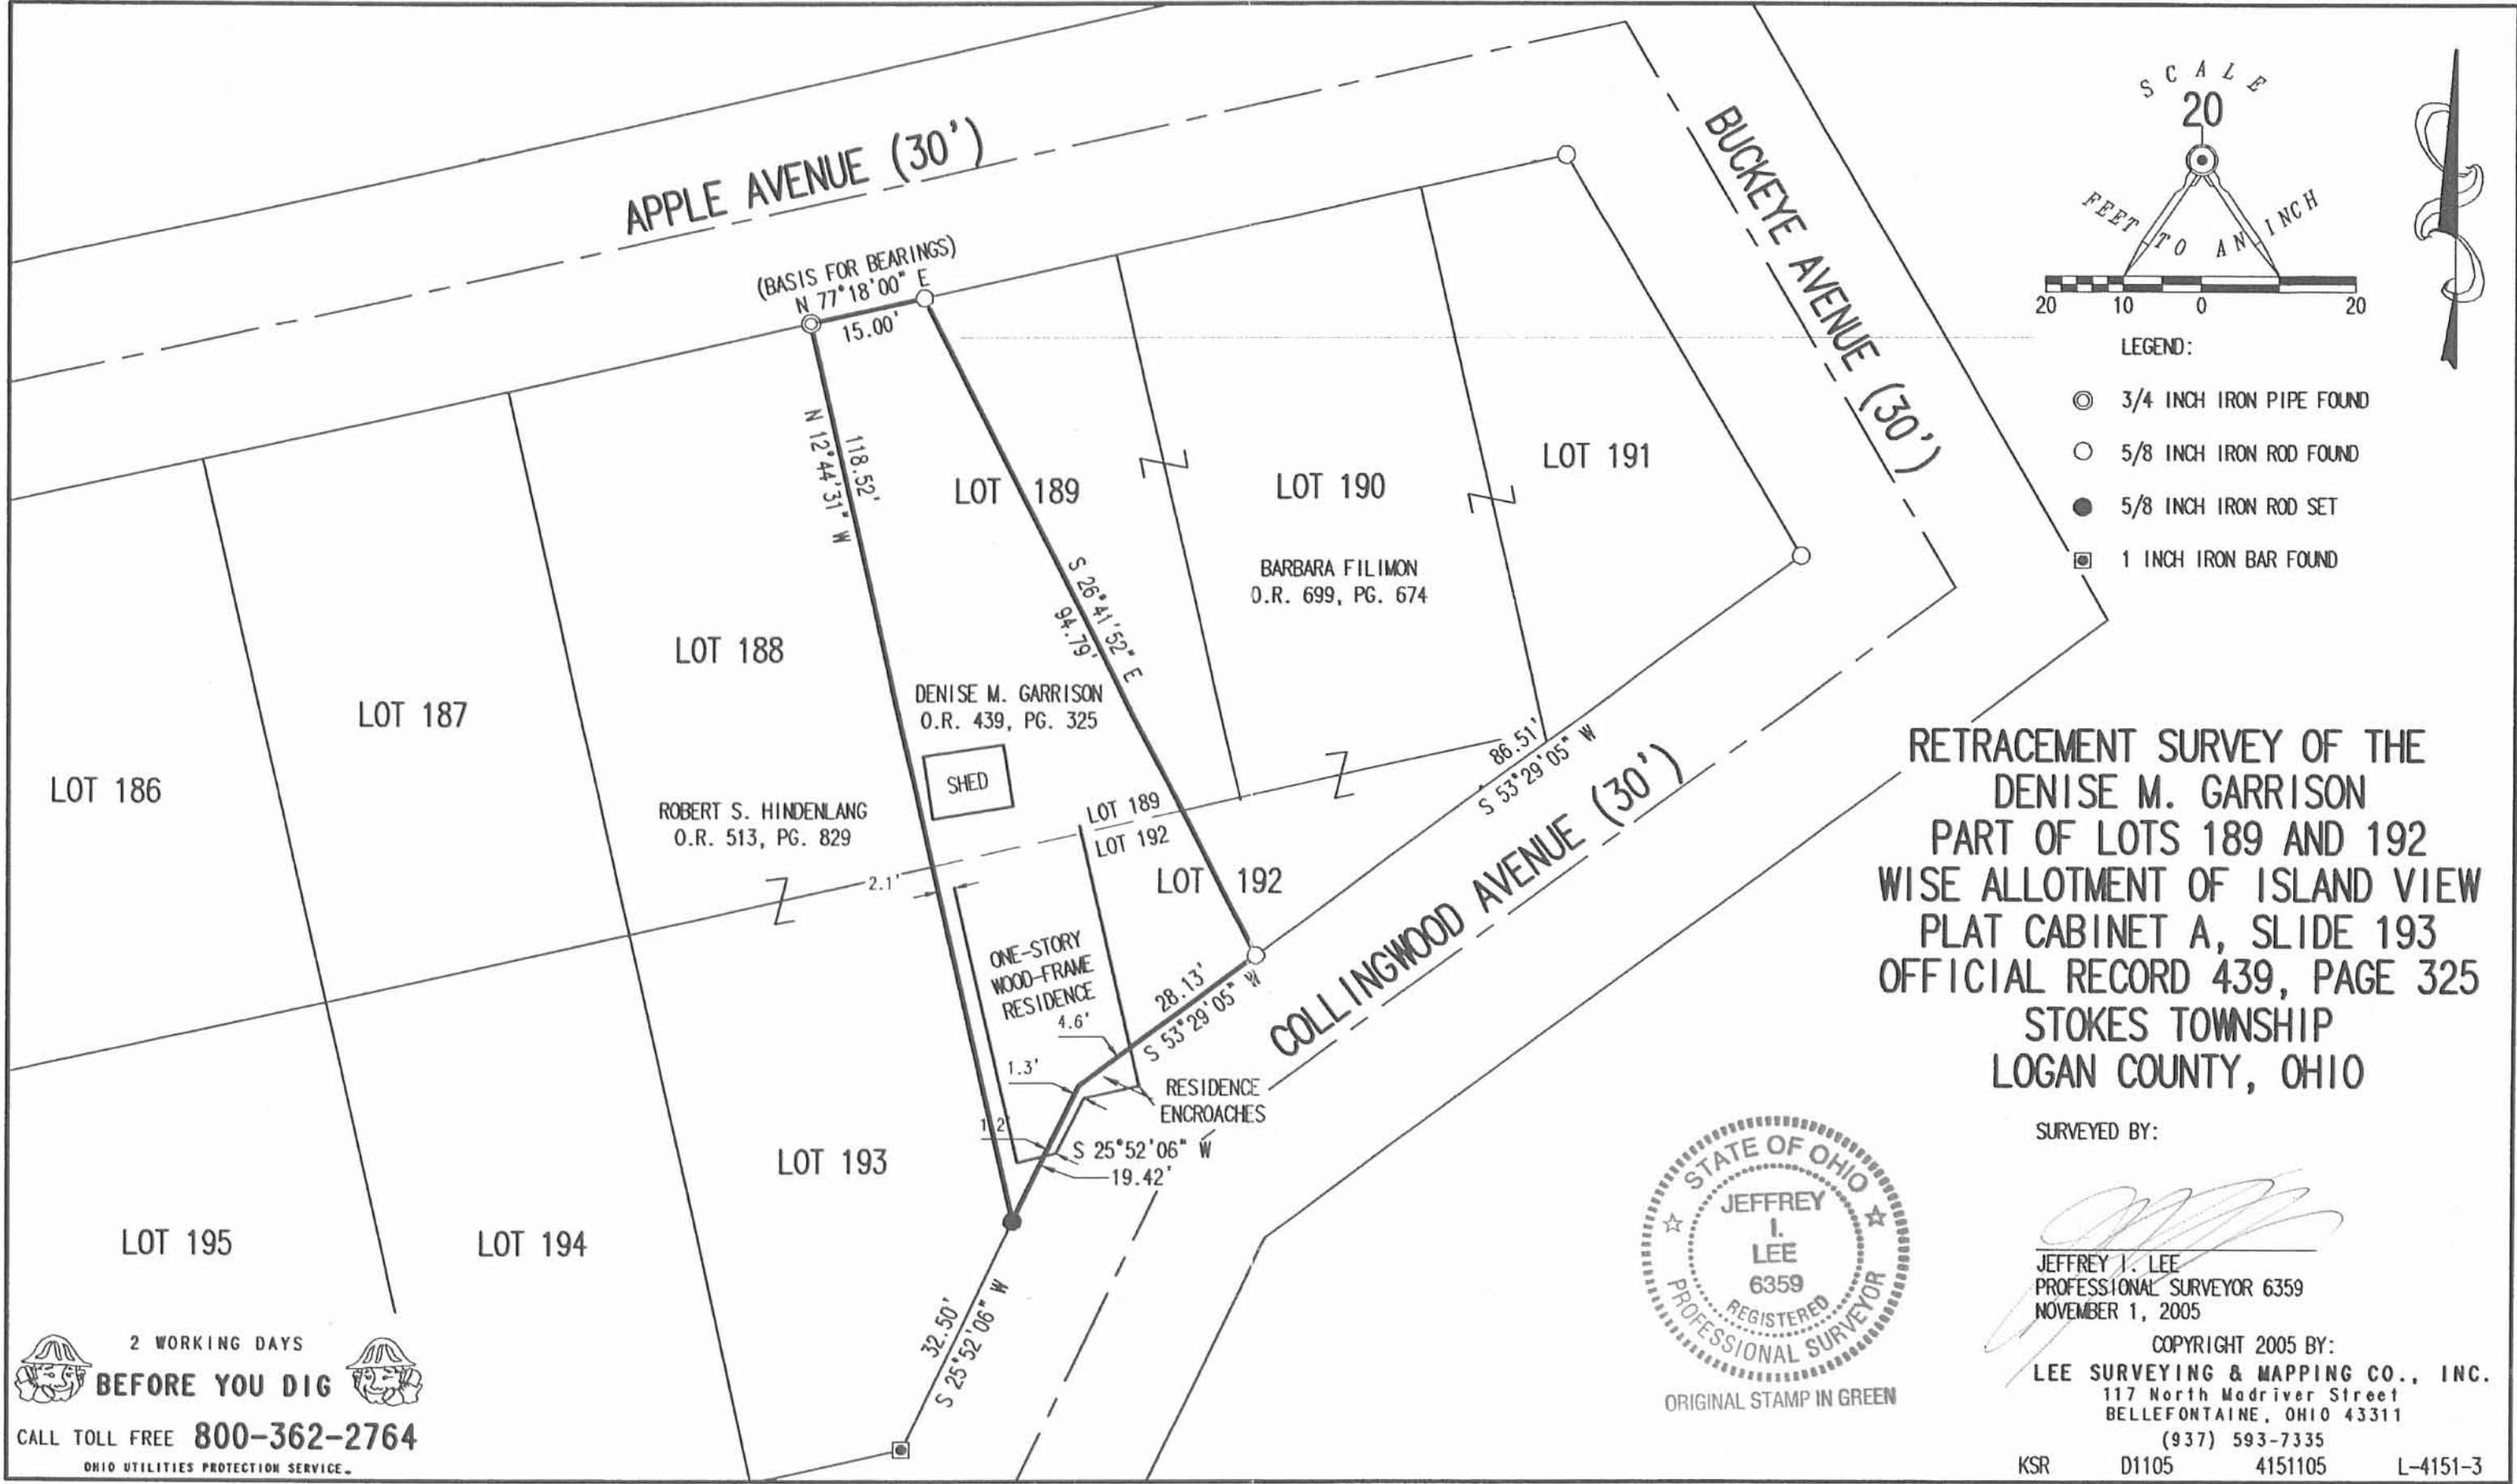 APPLE AVENUE (30')
(BASIS FOR BEARINGS)
N 77°18'00" E
15.00'
BUCKEYE AVENUE (30')
SCALE
20
FEET TO AN INCH
20 10 0 20
LEGEND:
3/4 INCH IRON PIPE FOUND
5/8 INCH IRON ROD FOUND
5/8 INCH IRON ROD SET
1 INCH IRON BAR FOUND
N 12°44'31" W
118.52'
LOT 189
LOT 190
LOT 191
S 26°41'52" E
94.79'
BARBARA FILIMON
O.R. 699, PG. 674
LOT 188
LOT 187
LOT 186
DENISE M. GARRISON
O.R. 439, PG. 325
SHED
ROBERT S. HINDENLANG
O.R. 513, PG. 829
LOT 189
LOT 192
2.1'
LOT 192
86.51'
S 53°29'05" W
COLLINGWOOD AVENUE (30')
ONE-STORY
WOOD-FRAME
RESIDENCE
4.6'
28.13'
S 53°29'05" W
1.3'
RESIDENCE
ENCROACHES
1.2'
S 25°52'06" W
19.42'
LOT 193
LOT 194
LOT 195
32.50'
S 25°52'06" W
RETRACEMENT SURVEY OF THE
DENISE M. GARRISON
PART OF LOTS 189 AND 192
WISE ALLOTMENT OF ISLAND VIEW
PLAT CABINET A, SLIDE 193
OFFICIAL RECORD 439, PAGE 325
STOKES TOWNSHIP
LOGAN COUNTY, OHIO
SURVEYED BY:
JEFFREY I. LEE
PROFESSIONAL SURVEYOR 6359
NOVEMBER 1, 2005
COPYRIGHT 2005 BY:
LEE SURVEYING & MAPPING CO., INC.
117 North Madriver Street
BELLEFONTAINE, OHIO 43311
(937) 593-7335
KSR D1105 4151105 L-4151-3
STATE OF OHIO
JEFFREY
I.
LEE
6359
REGISTERED
PROFESSIONAL SURVEYOR
ORIGINAL STAMP IN GREEN
2 WORKING DAYS
BEFORE YOU DIG
CALL TOLL FREE 800-362-2764
OHIO UTILITIES PROTECTION SERVICE.